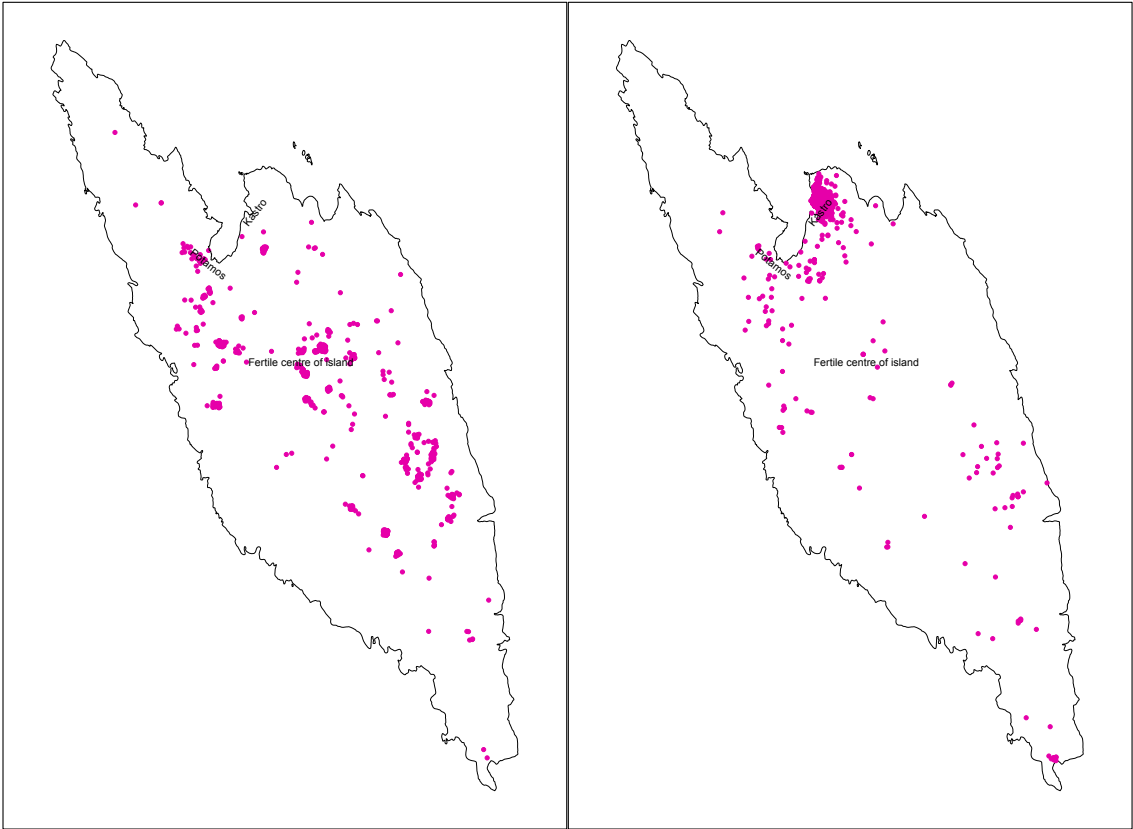 Kastro
Potamos
Fertile centre of island
Kastro
Potamos
Fertile centre of island